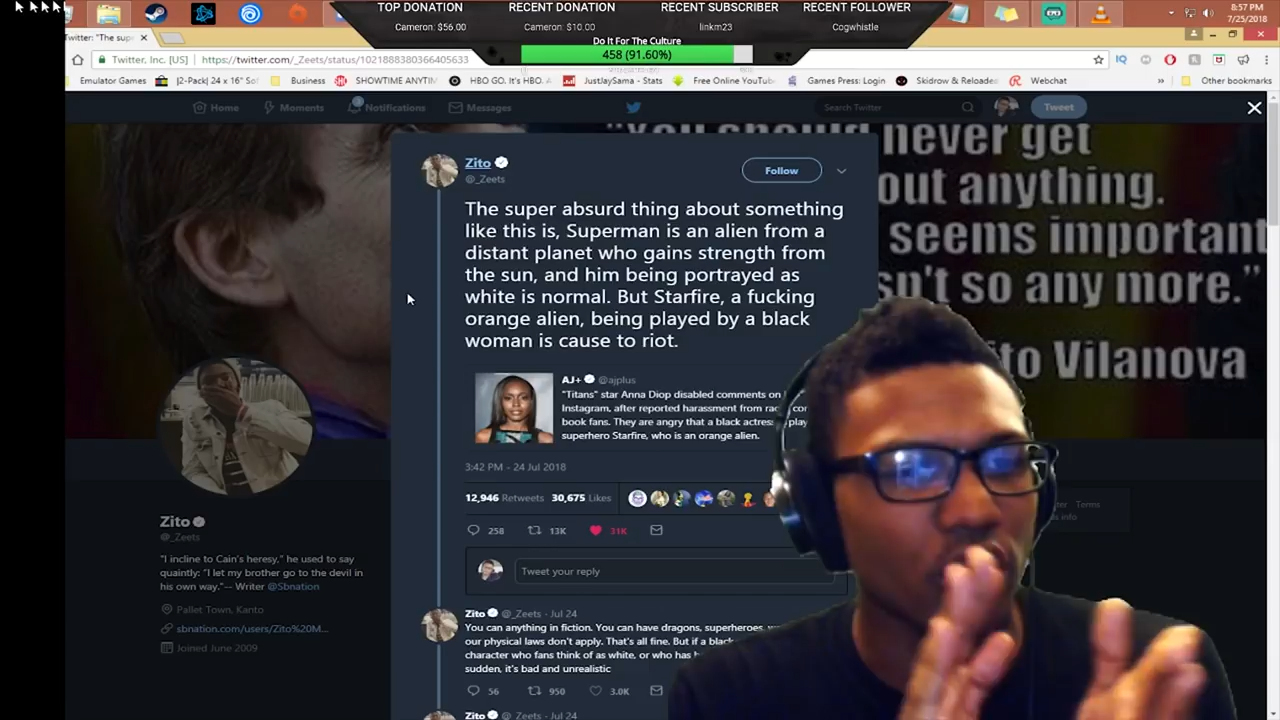 TOP DONATION
Cameron: $56.00
RECENT DONATION
Cameron: $10.00
RECENT SUBSCRIBER
linkm23
RECENT FOLLOWER
Cogwhistle
Do It For The Culture
458 (91.60%)
8:57 PM
7/25/2018
Twitter: "The sup
Twitter, Inc. [US]
https://twitter.com/_Zeets/status/1021888380366405633
Emulator Games
[J2-Pack] 24 x 16" So
Business
SHOWTIME ANYTIM
HBO GO. It's HBO. A
JustJaySama - Stats
Free Online YouTub
Games Press: Login
Skidrow & Reloade
Webchat
Other bookmarks
Home
Moments
Notifications
Messages
Search Twitter
Tweet
"You should never get
out anything.
seems important
sn't so any more."
ito Vilanova
Zito
@_Zeets
Follow
The super absurd thing about something
like this is, Superman is an alien from a
distant planet who gains strength from
the sun, and him being portrayed as
white is normal. But Starfire, a fucking
orange alien, being played by a black
woman is cause to riot.
AJ+ @ajplus
"Titans" star Anna Diop disabled comments on
Instagram, after reported harassment from
book fans. They are angry that a black actress
superhero Starfire, who is an orange alien.
3:42 PM - 24 Jul 2018
12,946 Retweets 30,675 Likes
258 13K 31K
Tweet your reply
Zito
@_Zeets
"I incline to Cain's heresy," he used to say
quaintly: "I let my brother go to the devil in
his own way."-- Writer @Sbnation
Pallet Town, Kanto
sbnation.com/users/Zito%20M...
Joined June 2009
Terms
Zito @_Zeets · Jul 24
You can anything in fiction. You can have dragons, superheroes,
our physical laws don't apply. That's all fine. But if a
character who fans think of as white, or who has
sudden, it's bad and unrealistic
56 950 3.0K
Zito @_Zeets · Jul 24